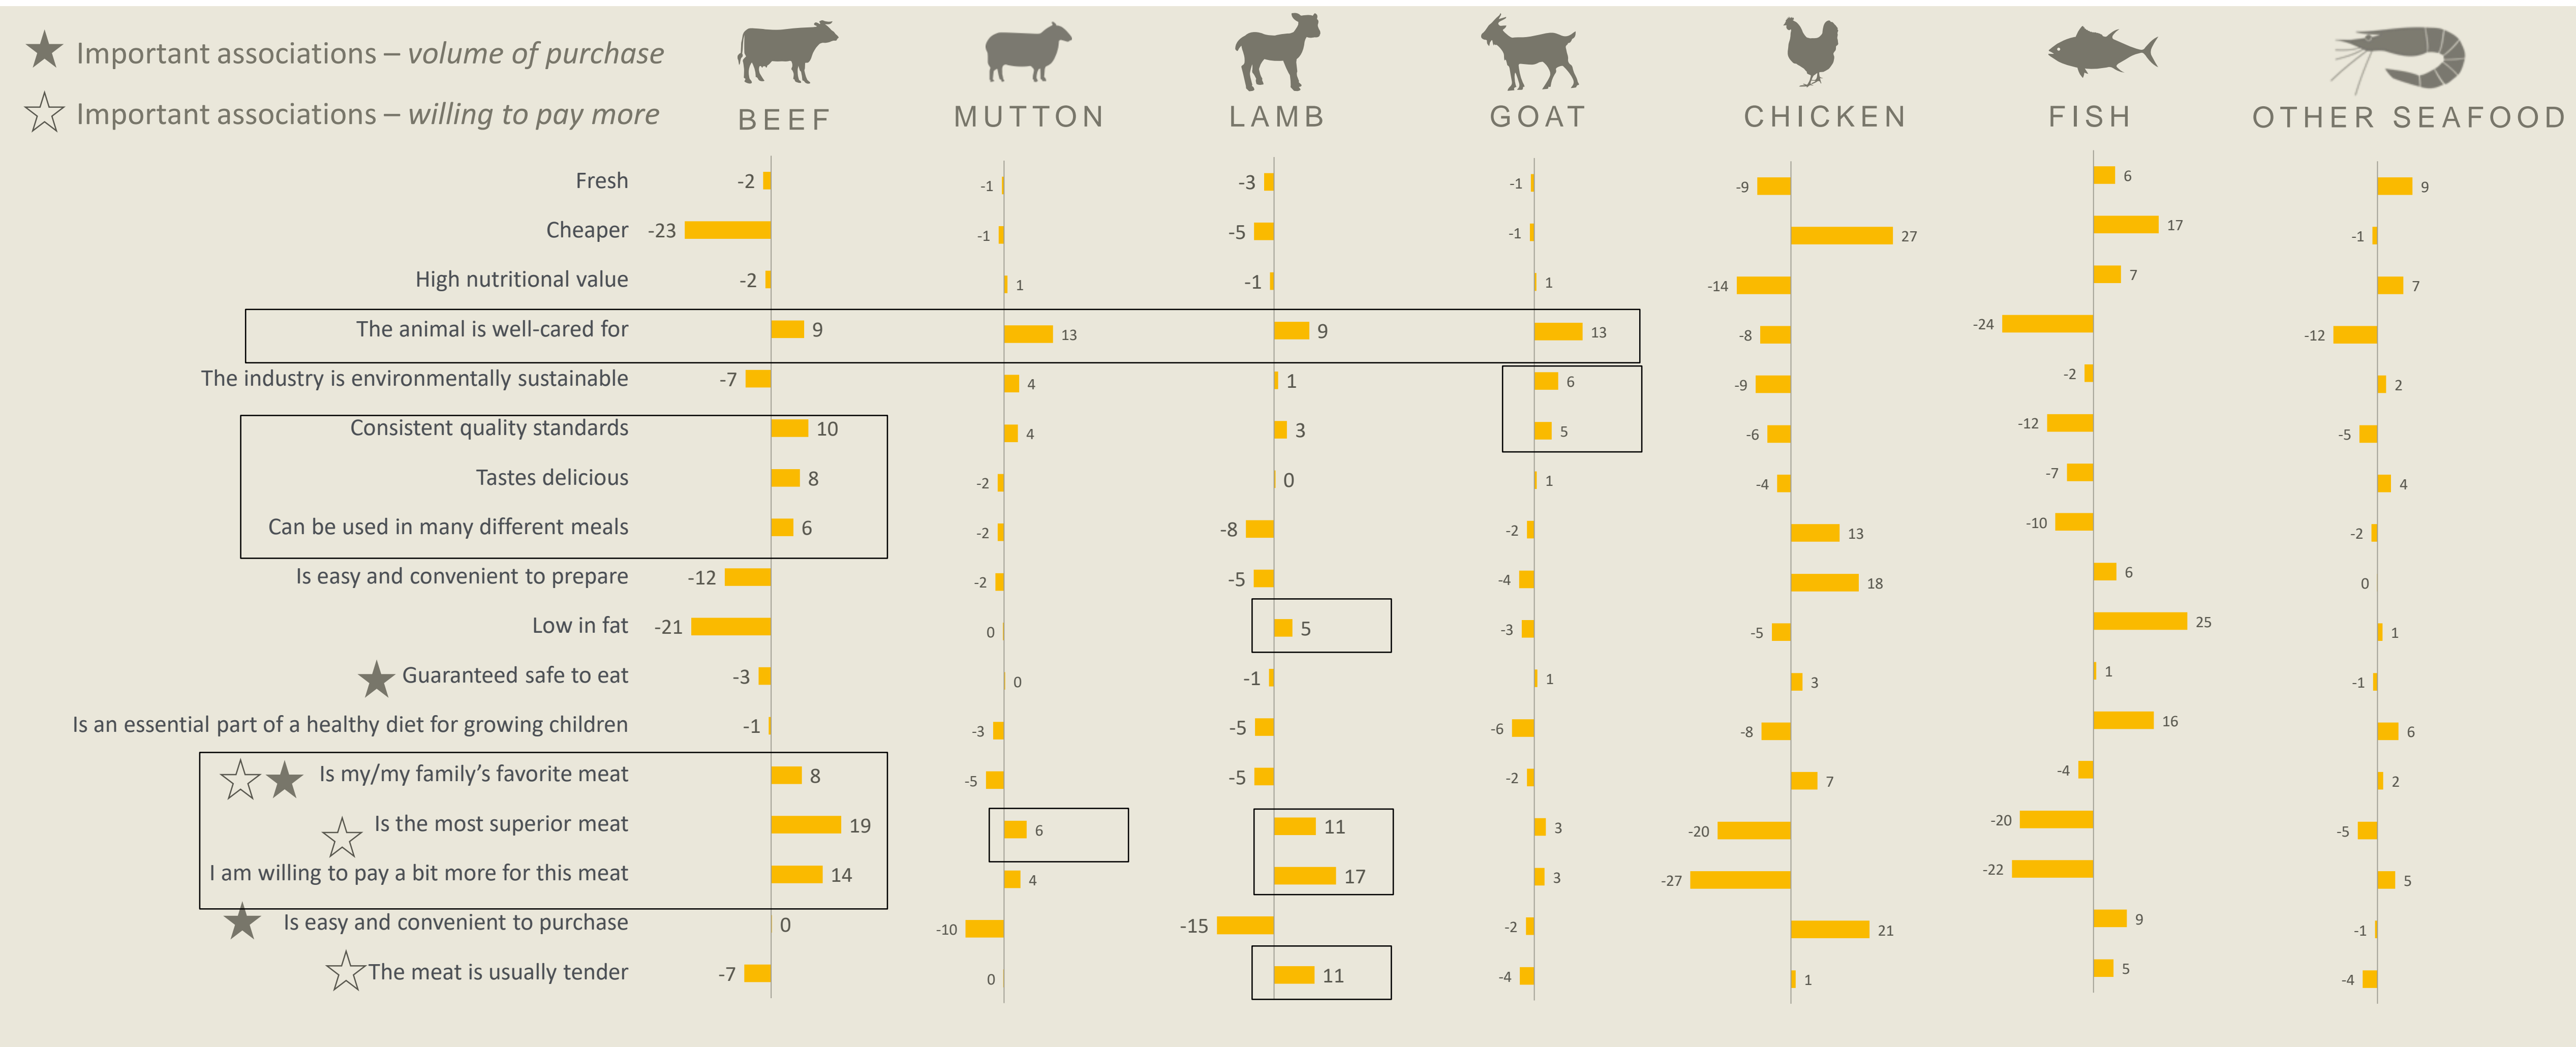 ★ Important associations – volume of purchase
☆ Important associations – willing to pay more
BEEF MUTTON LAMB GOAT CHICKEN FISH OTHER SEAFOOD
Fresh -2 -1 -3 -1 -9 6 9
Cheaper -23 -1 -5 -1 27 17 -1
High nutritional value -2 1 -1 1 -14 7 7
The animal is well-cared for 9 13 9 13 -8 -24 -12
The industry is environmentally sustainable -7 4 1 6 -9 -2 2
Consistent quality standards 10 4 3 5 -6 -12 -5
Tastes delicious 8 -2 0 1 -4 -7 4
Can be used in many different meals 6 -2 -8 -2 13 -10 -2
Is easy and convenient to prepare -12 -2 -5 -4 18 6 0
Low in fat -21 0 5 -3 -5 25 1
★ Guaranteed safe to eat -3 0 -1 1 3 1 -1
Is an essential part of a healthy diet for growing children -1 -3 -5 -6 -8 16 6
☆ ★ Is my/my family’s favorite meat 8 -5 -5 -2 7 -4 2
☆ Is the most superior meat 19 6 11 3 -20 -20 -5
I am willing to pay a bit more for this meat 14 4 17 3 -27 -22 5
★ Is easy and convenient to purchase 0 -10 -15 -2 21 9 -1
☆ The meat is usually tender -7 0 11 -4 1 5 -4